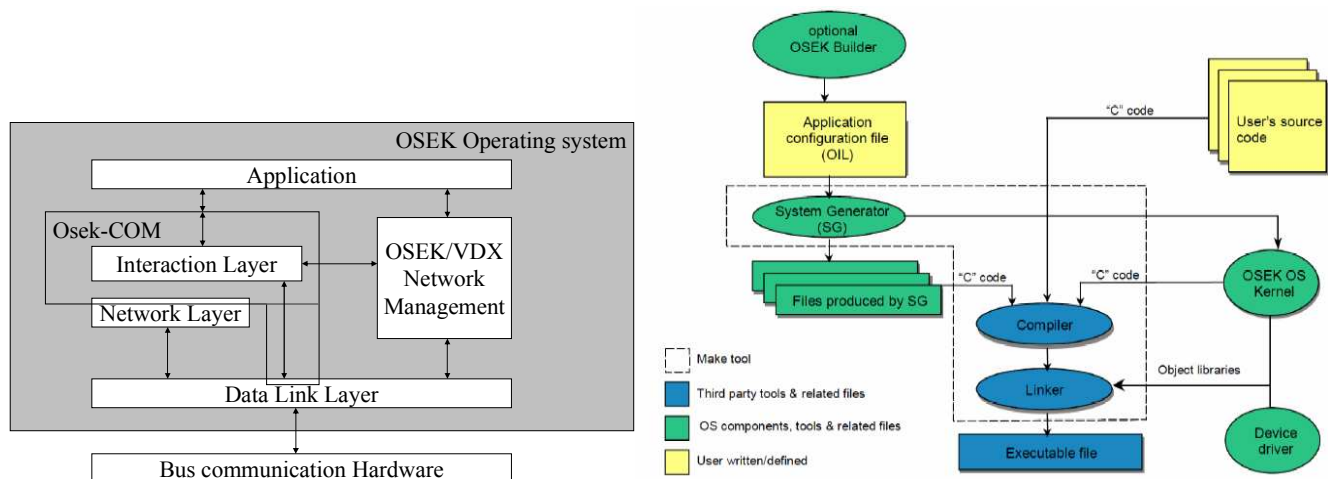 OSEK Operating system
Application
Osek-COM
Interaction Layer
OSEK/VDX
Network
Management
Network Layer
Data Link Layer
Bus communication Hardware
optional
OSEK Builder
Application
configuration file
(OIL)
"C" code
User's source
code
System Generator
(SG)
Files produced by SG
"C" code
"C" code
OSEK OS
Kernel
Compiler
Make tool
Third party tools & related files
OS components, tools & related files
User written/defined
Linker
Object libraries
Executable file
Device
driver